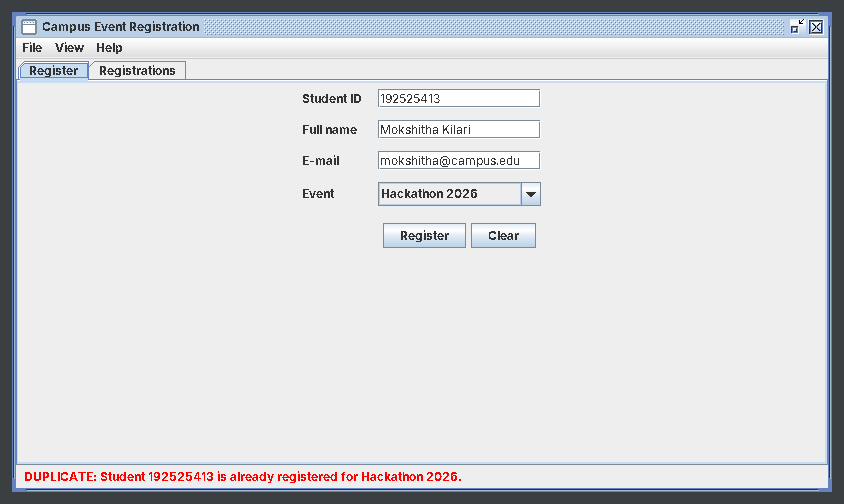 Campus Event Registration
File View Help
Register Registrations
Student ID 192525413
Full name Mokshitha Kilari
E-mail mokshitha@campus.edu
Event Hackathon 2026
Register Clear
DUPLICATE: Student 192525413 is already registered for Hackathon 2026.